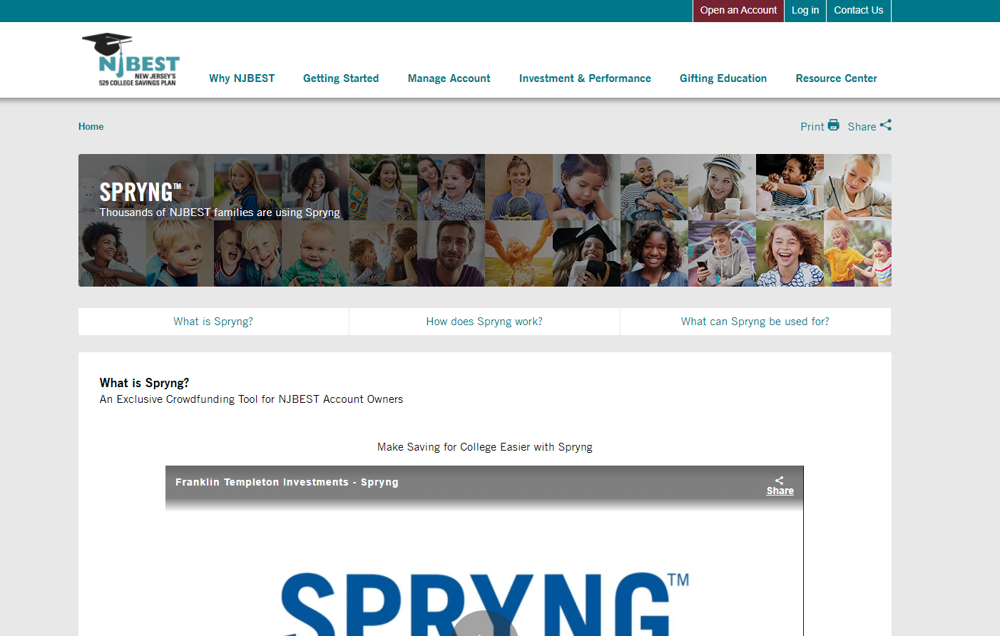 Open an Account
Log in
Contact Us
NJBEST
NEW JERSEY'S
529 COLLEGE SAVINGS PLAN
Why NJBEST
Getting Started
Manage Account
Investment & Performance
Gifting Education
Resource Center
Home
Print
Share
SPRYNG™
Thousands of NJBEST families are using Spryng
What is Spryng?
How does Spryng work?
What can Spryng be used for?
What is Spryng?
An Exclusive Crowdfunding Tool for NJBEST Account Owners
Make Saving for College Easier with Spryng
Franklin Templeton Investments - Spryng
Share
SPRYNG™